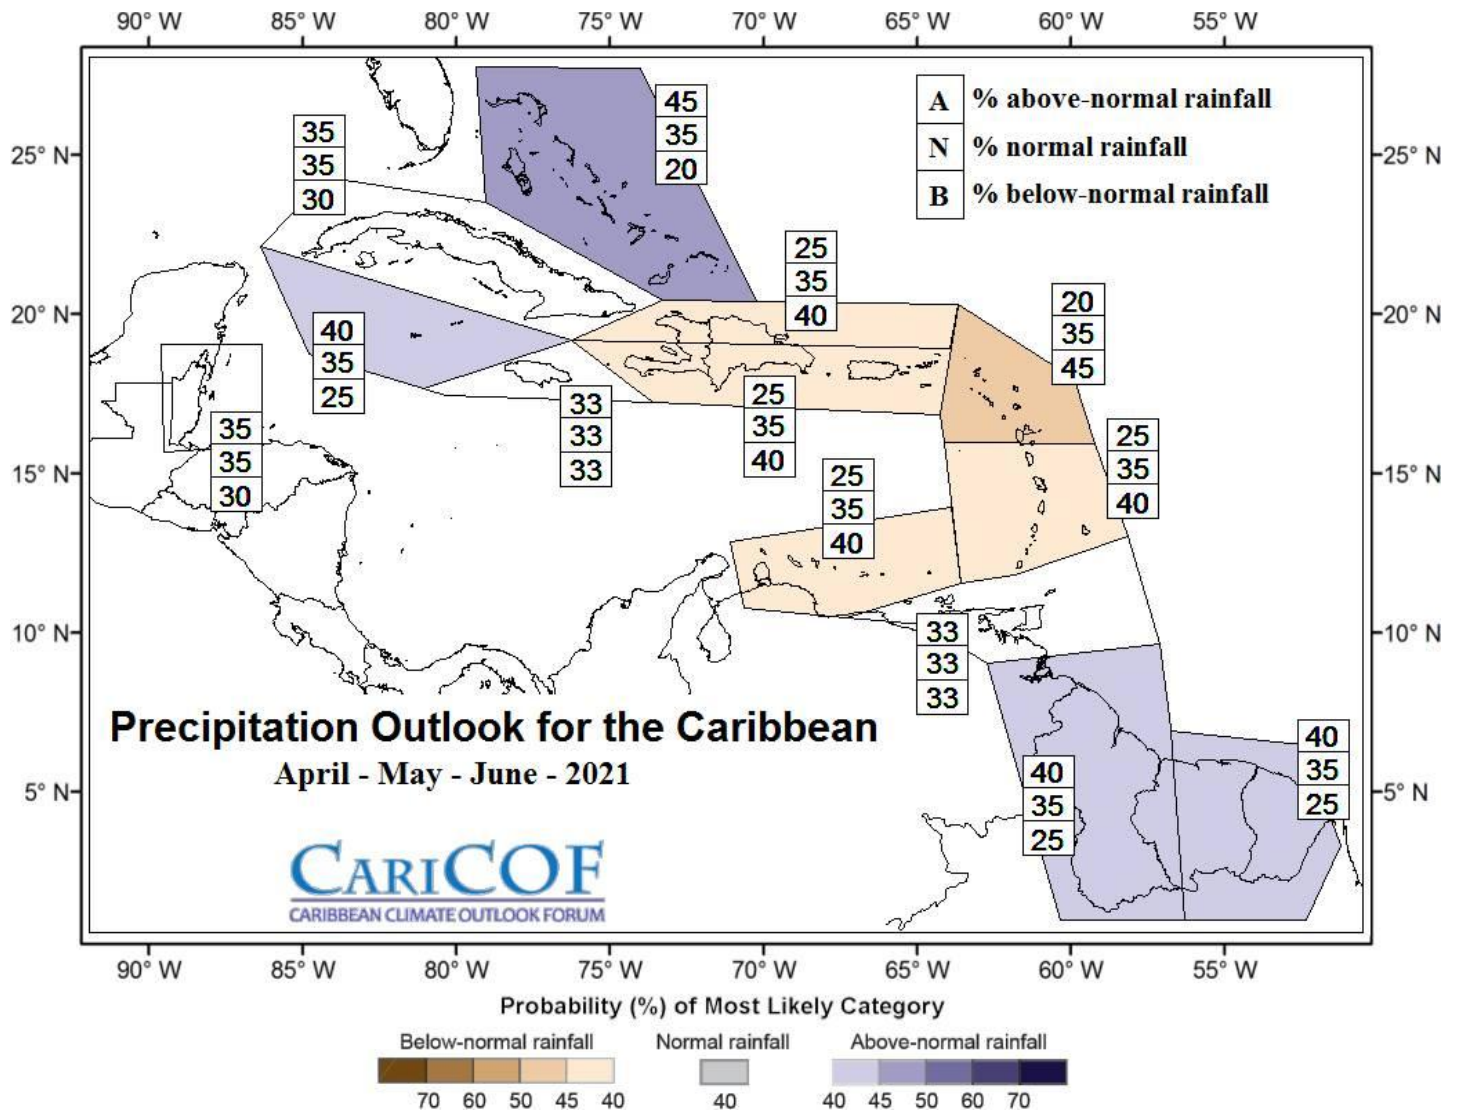 90° W 85° W 80° W 75° W 70° W 65° W 60° W 55° W
A % above-normal rainfall
N % normal rainfall
B % below-normal rainfall
45
35
20
35
35
30
25° N
25° N
25
35
40
20
35
45
20° N
20° N
40
35
25
33
33
33
25
35
40
35
35
30
25
35
40
25
35
40
15° N
15° N
10° N
10° N
33
33
33
Precipitation Outlook for the Caribbean
April - May - June - 2021
40
35
25
40
35
25
5° N
5° N
CARICOF
CARIBBEAN CLIMATE OUTLOOK FORUM
90° W 85° W 80° W 75° W 70° W 65° W 60° W 55° W
Probability (%) of Most Likely Category
Below-normal rainfall Normal rainfall Above-normal rainfall
70 60 50 45 40 40 40 45 50 60 70